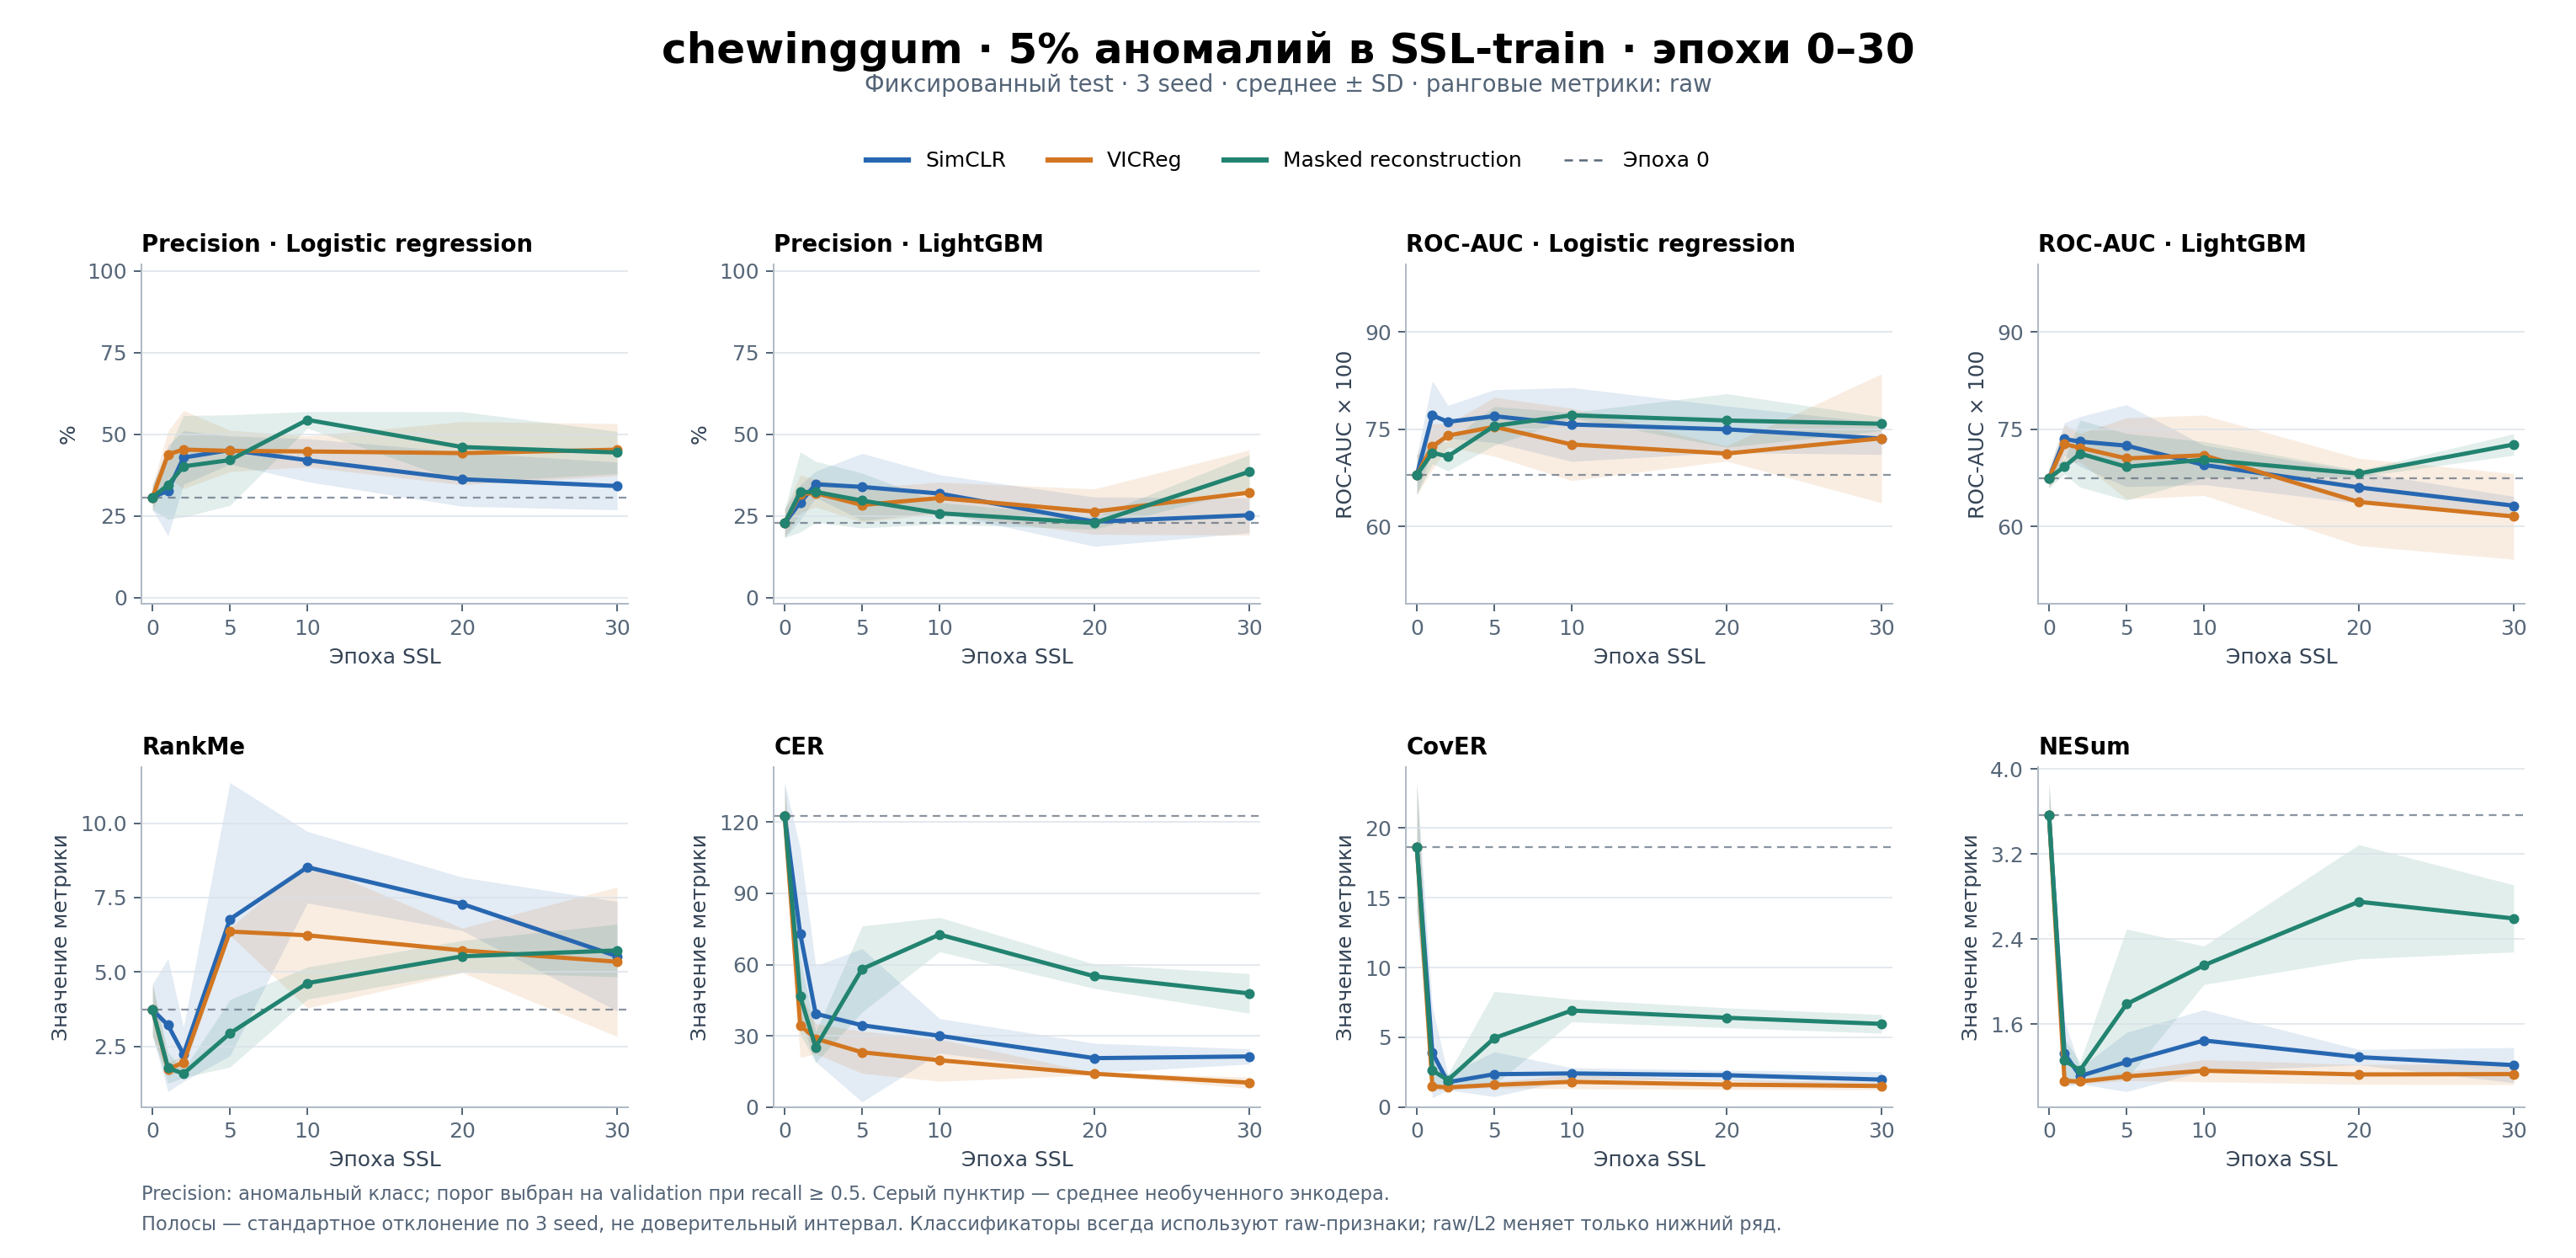 chewinggum · 5% аномалий в SSL-train · эпохи 0–30
Фиксированный test · 3 seed · среднее ± SD · ранговые метрики: raw
SimCLR VICReg Masked reconstruction Эпоха 0
Precision · Logistic regression
100
75
50
25
0
%
0 5 10 20 30
Эпоха SSL
Precision · LightGBM
100
75
50
25
0
%
0 5 10 20 30
Эпоха SSL
ROC-AUC · Logistic regression
90
75
60
ROC-AUC × 100
0 5 10 20 30
Эпоха SSL
ROC-AUC · LightGBM
90
75
60
ROC-AUC × 100
0 5 10 20 30
Эпоха SSL
RankMe
10.0
7.5
5.0
2.5
Значение метрики
0 5 10 20 30
Эпоха SSL
CER
120
90
60
30
0
Значение метрики
0 5 10 20 30
Эпоха SSL
CovER
20
15
10
5
0
Значение метрики
0 5 10 20 30
Эпоха SSL
NESum
4.0
3.2
2.4
1.6
Значение метрики
0 5 10 20 30
Эпоха SSL
Precision: аномальный класс; порог выбран на validation при recall ≥ 0.5. Серый пунктир — среднее необученного энкодера.
Полосы — стандартное отклонение по 3 seed, не доверительный интервал. Классификаторы всегда используют raw-признаки; raw/L2 меняет только нижний ряд.